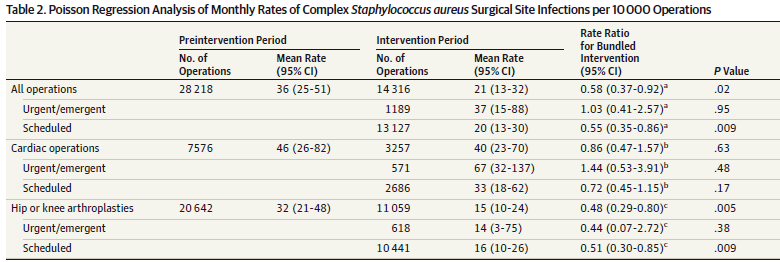 Table 2. Poisson Regression Analysis of Monthly Rates of Complex Staphylococcus aureus Surgical Site Infections per 10 000 Operations
Preintervention Period Intervention Period Rate Ratio for Bundled Intervention (95% CI) P Value
No. of Operations Mean Rate (95% CI) No. of Operations Mean Rate (95% CI)
All operations 28 218 36 (25-51) 14 316 21 (13-32) 0.58 (0.37-0.92)a .02
Urgent/emergent 1189 37 (15-88) 1.03 (0.41-2.57)a .95
Scheduled 13 127 20 (13-30) 0.55 (0.35-0.86)a .009
Cardiac operations 7576 46 (26-82) 3257 40 (23-70) 0.86 (0.47-1.57)b .63
Urgent/emergent 571 67 (32-137) 1.44 (0.53-3.91)b .48
Scheduled 2686 33 (18-62) 0.72 (0.45-1.15)b .17
Hip or knee arthroplasties 20 642 32 (21-48) 11 059 15 (10-24) 0.48 (0.29-0.80)c .005
Urgent/emergent 618 14 (3-75) 0.44 (0.07-2.72)c .38
Scheduled 10 441 16 (10-26) 0.51 (0.30-0.85)c .009